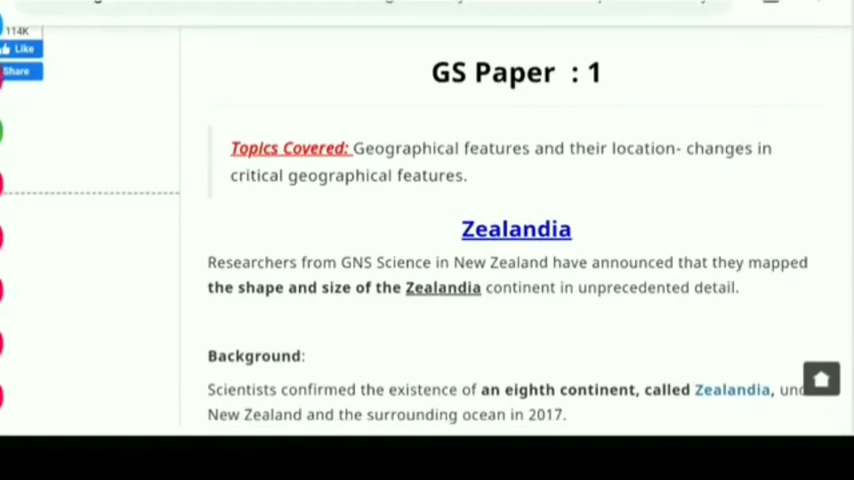 114K
Like
Share
GS Paper : 1
Topics Covered: Geographical features and their location- changes in
critical geographical features.
Zealandia
Researchers from GNS Science in New Zealand have announced that they mapped
the shape and size of the Zealandia continent in unprecedented detail.
Background:
Scientists confirmed the existence of an eighth continent, called Zealandia,
New Zealand and the surrounding ocean in 2017.